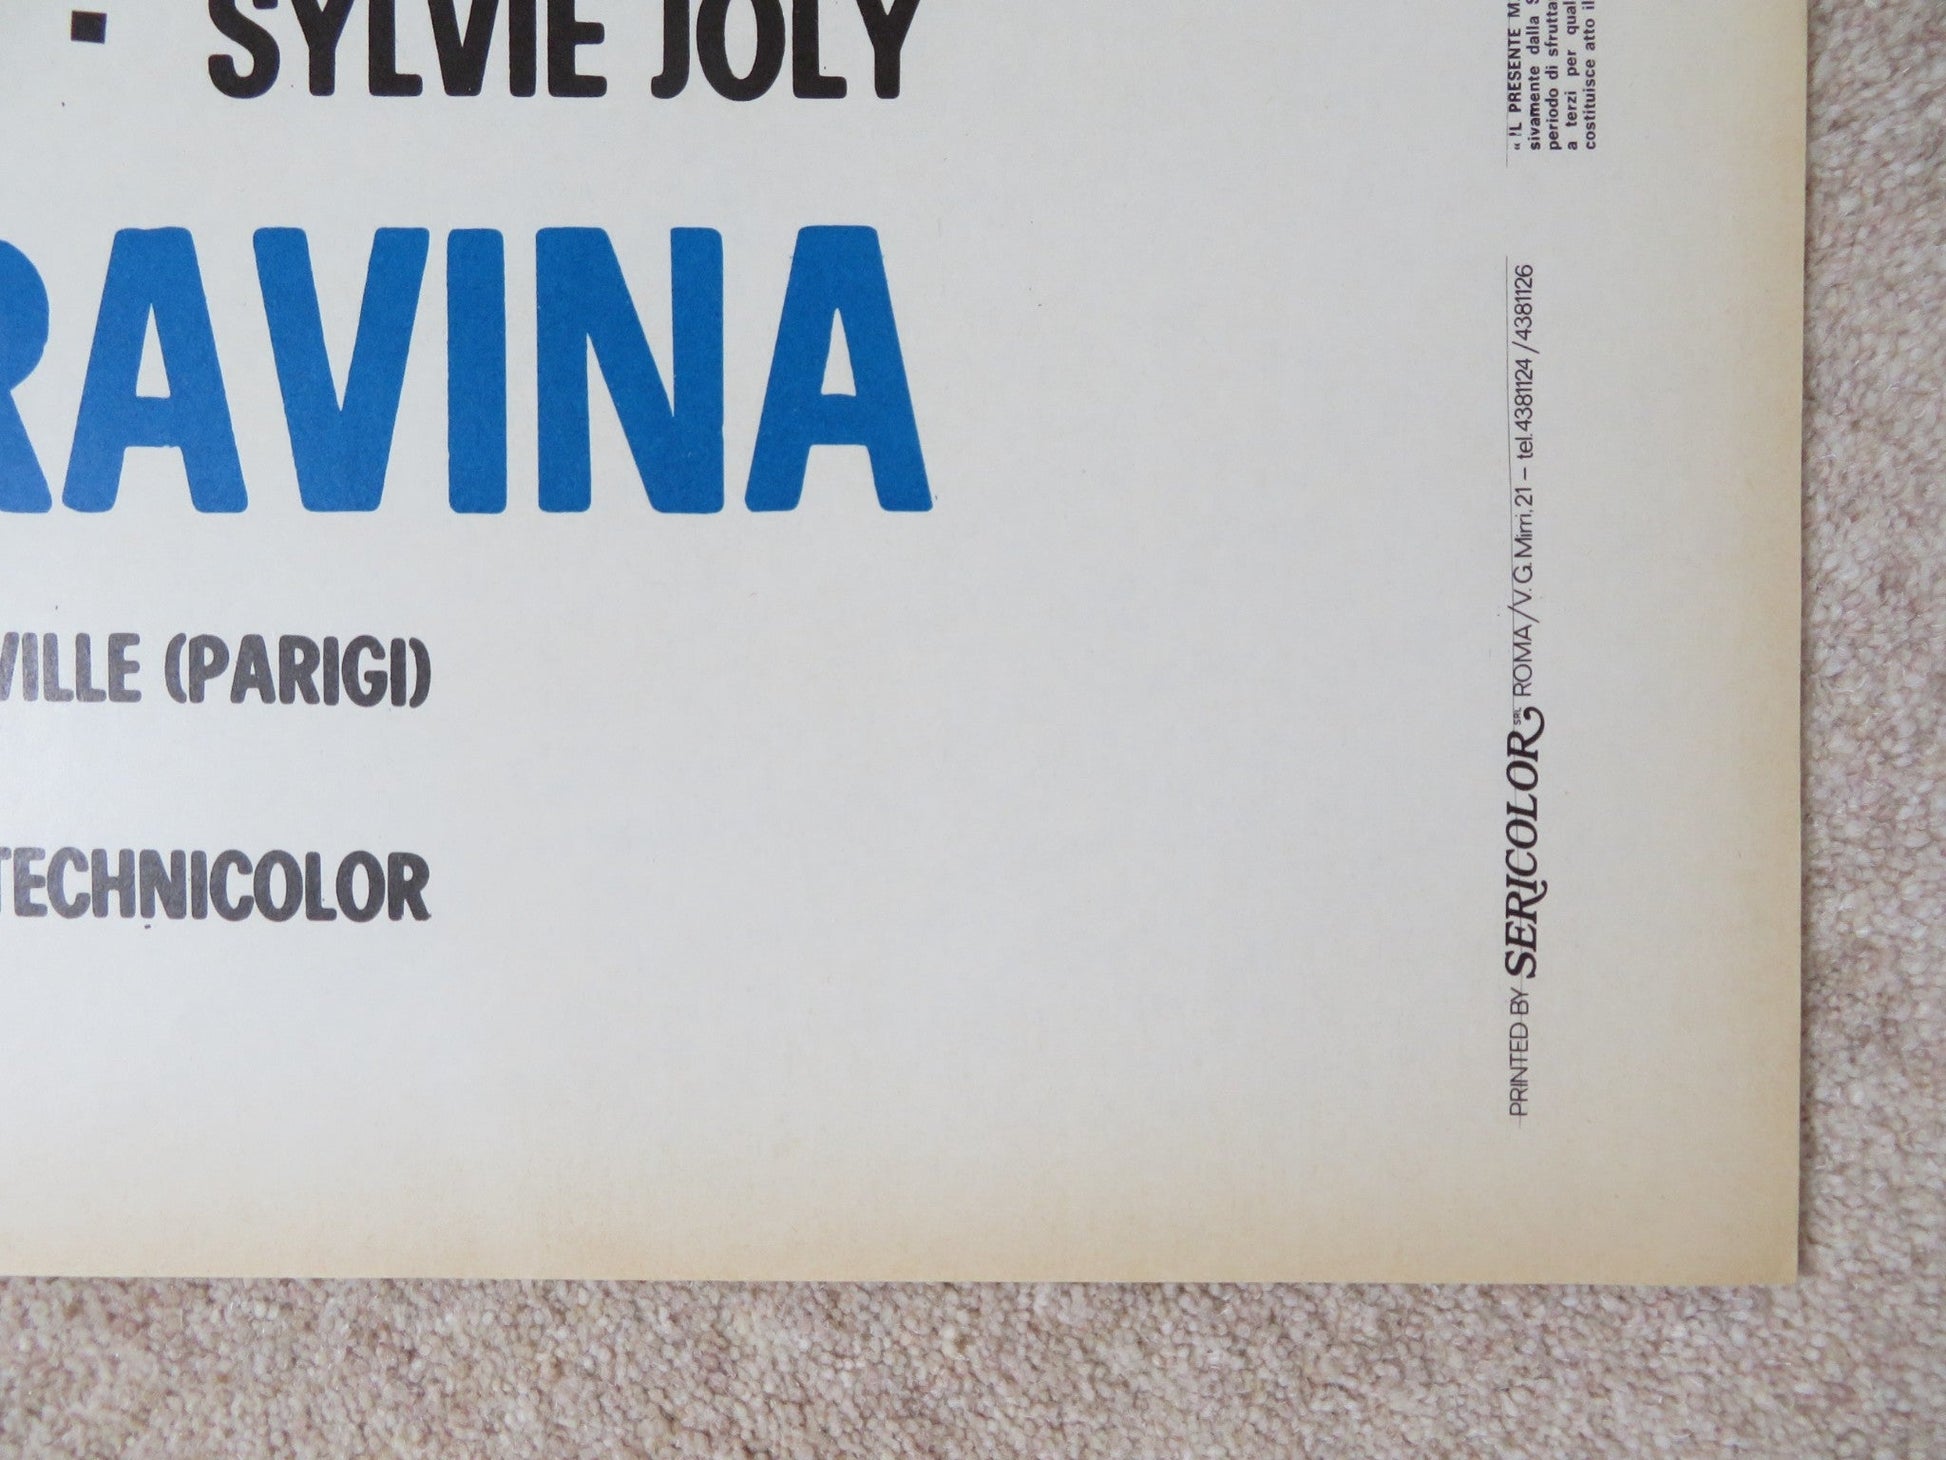 · SYLVIE JOLY
RAVINA
VILLE (PARIGI)
TECHNICOLOR
« IL PRESENTE M
sivamente dalla S
periodo di sfrutta
a terzi per qual
costituisce atto il
PRINTED BY SERICOLOR SRL ROMA/V. G. Mirri, 21 – tel. 4381124/4381126